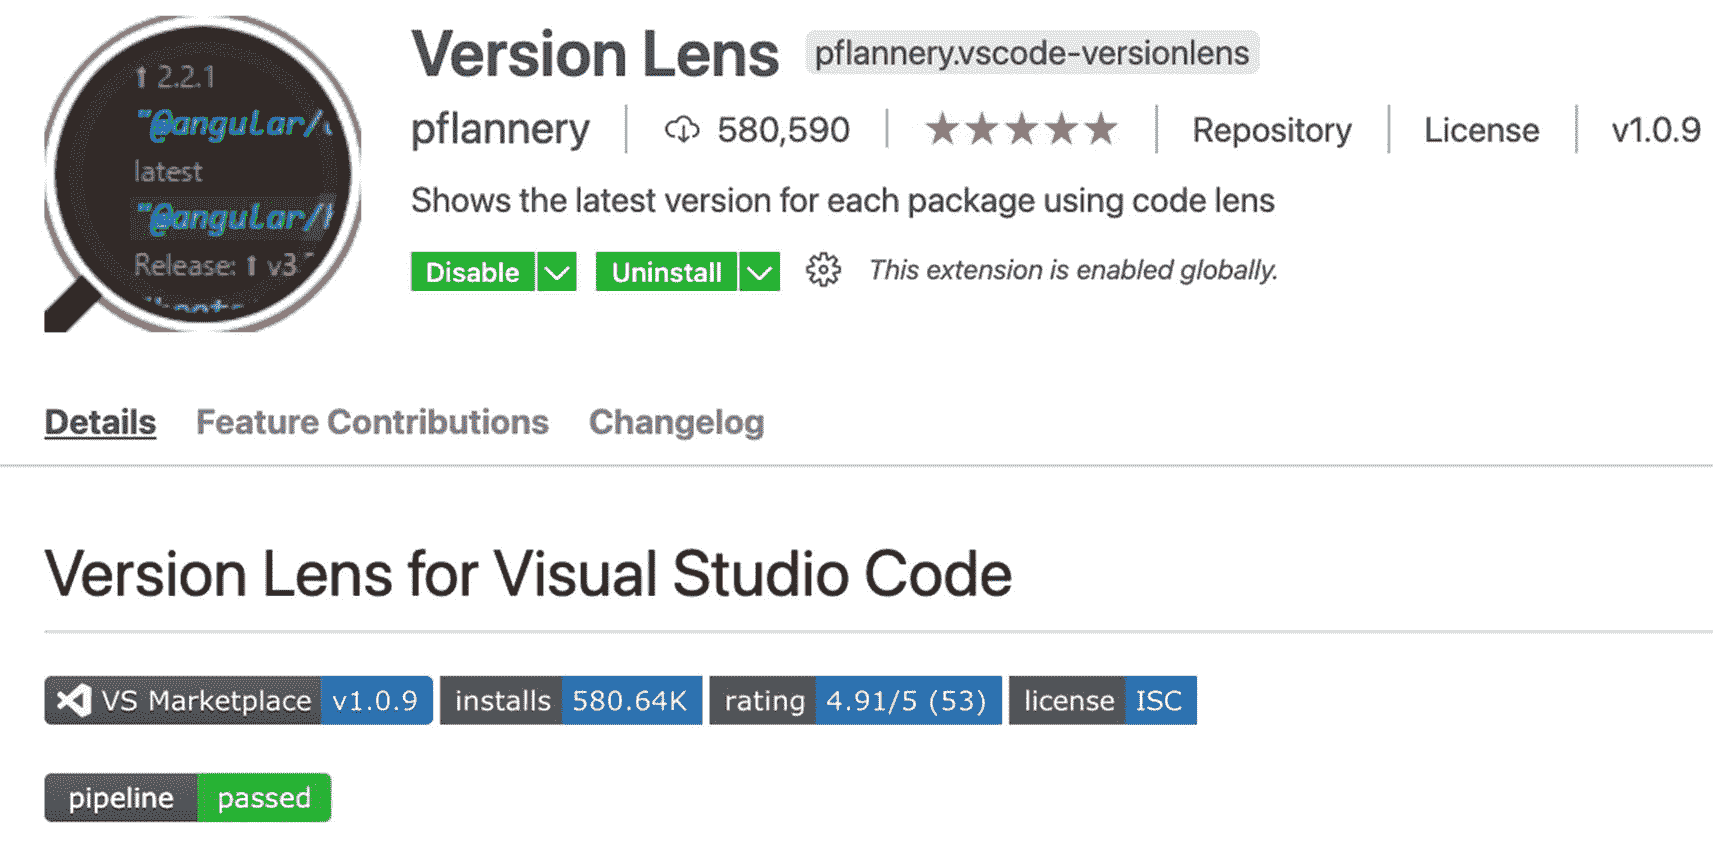 ↑ 2.2.1
"@angular/
latest
"@angular/
Release: ↑ v3
Version Lens pflannery.vscode-versionlens
pflannery 580,590 ★★★★★ Repository License v1.0.9
Shows the latest version for each package using code lens
Disable Uninstall This extension is enabled globally.
Details Feature Contributions Changelog
Version Lens for Visual Studio Code
VS Marketplace v1.0.9 installs 580.64K rating 4.91/5 (53) license ISC
pipeline passed